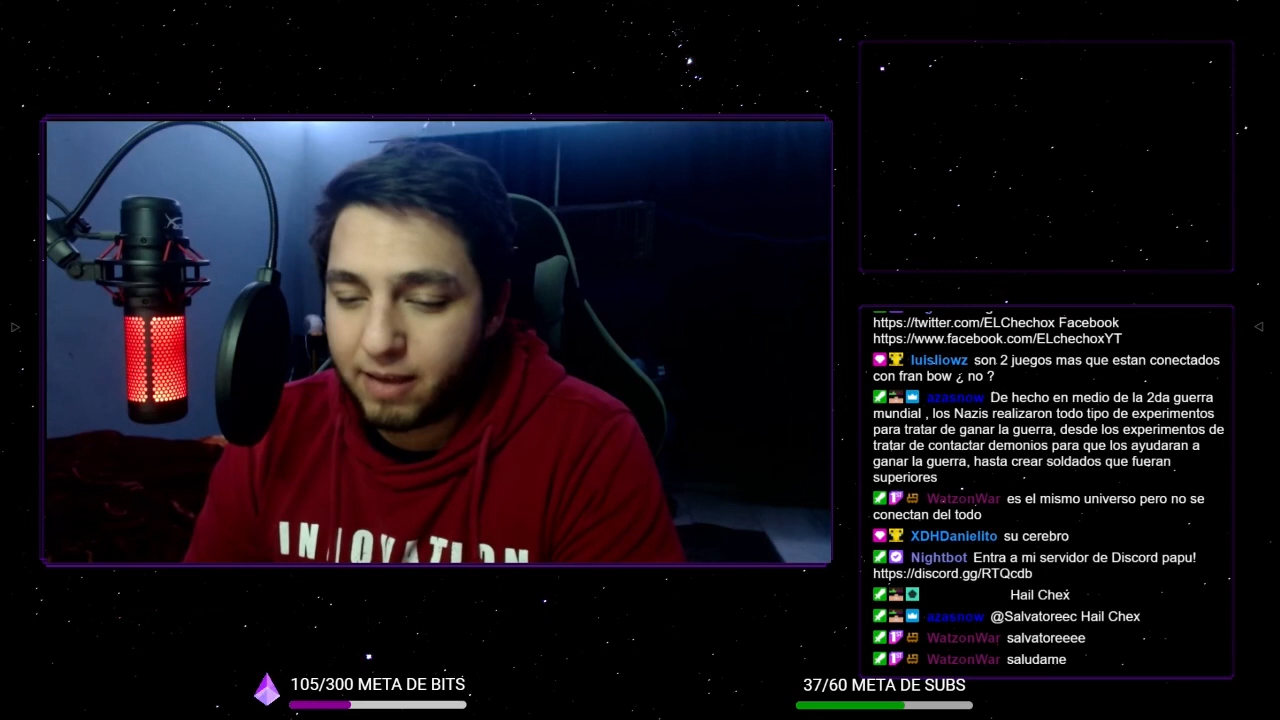 https://twitter.com/ELChechox Facebook
https://www.facebook.com/ELchechoxYT
luisliowz son 2 juegos mas que estan conectados
con fran bow ¿ no ?
azasnow De hecho en medio de la 2da guerra
mundial , los Nazis realizaron todo tipo de experimentos
para tratar de ganar la guerra, desde los experimentos de
tratar de contactar demonios para que los ayudaran a
ganar la guerra, hasta crear soldados que fueran
superiores
WatzonWar es el mismo universo pero no se
conectan del todo
XDHDanielito su cerebro
Nightbot Entra a mi servidor de Discord papu!
https://discord.gg/RTQcdb
Hail Chex
azasnow @Salvatoreec Hail Chex
WatzonWar salvatoreeee
WatzonWar saludame
INNOVATION
105/300 META DE BITS
37/60 META DE SUBS